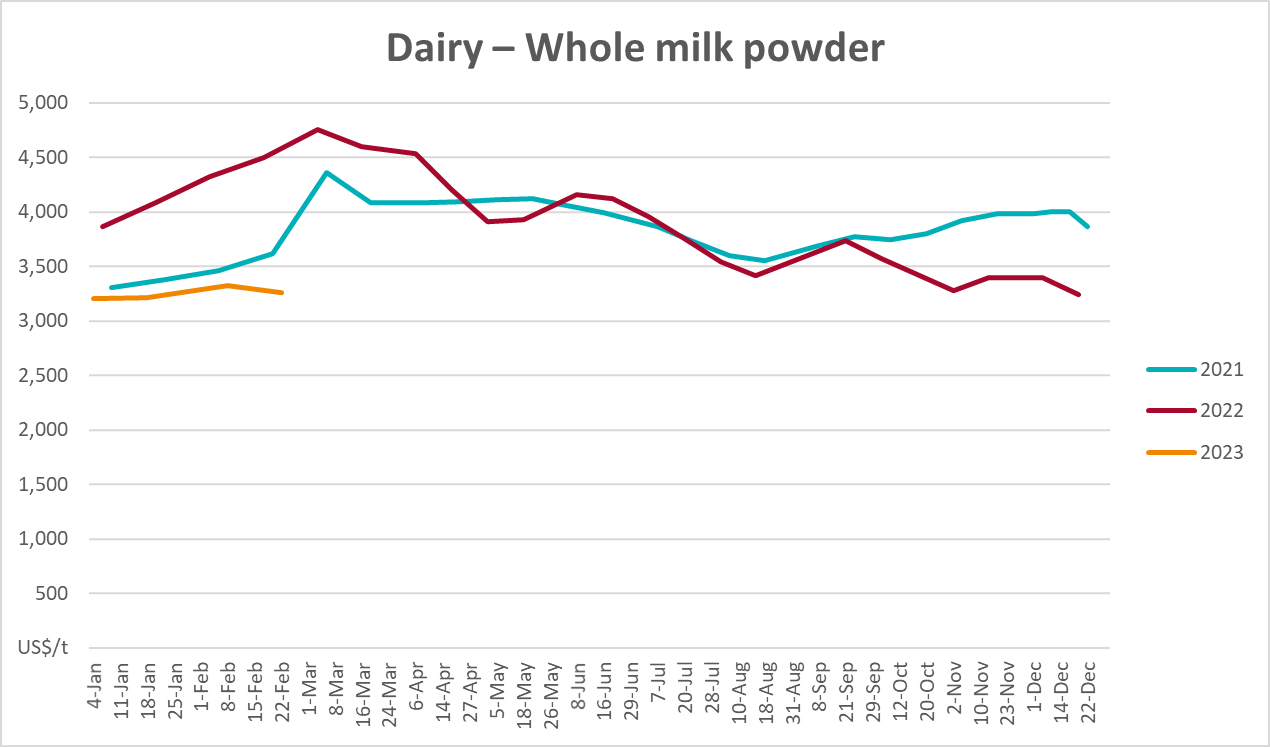 Dairy – Whole milk powder
5,000
4,500
4,000
3,500
3,000
2,500
2,000
1,500
1,000
500
US$/t
2021
2022
2023
4-Jan
11-Jan
18-Jan
25-Jan
1-Feb
8-Feb
15-Feb
22-Feb
1-Mar
8-Mar
16-Mar
24-Mar
6-Apr
14-Apr
27-Apr
5-May
18-May
26-May
8-Jun
16-Jun
29-Jun
7-Jul
20-Jul
28-Jul
10-Aug
18-Aug
31-Aug
8-Sep
21-Sep
29-Sep
12-Oct
20-Oct
2-Nov
10-Nov
23-Nov
1-Dec
14-Dec
22-Dec